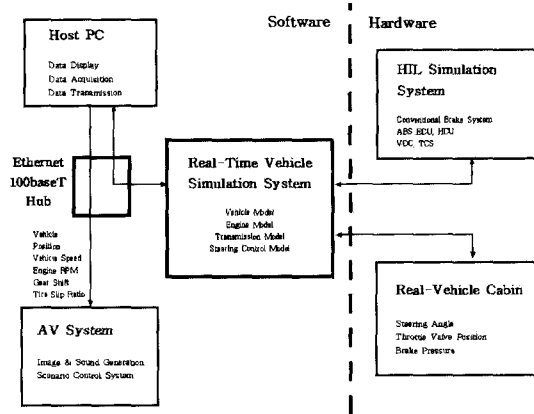 Software
Hardware
Host PC
Data Display
Data Acquisition
Data Transmission
HIL Simulation
System
Conventional Brake System
ABS ECU, HCU
VDC, TCS
Ethernet
100baseT
Hub
Real-Time Vehicle
Simulation System
Vehicle Model
Engine Model
Transmission Model
Steering Control Model
Vehicle
Position
Vehicle Speed
Engine RPM
Gear Shift
Tire Slip Ratio
AV System
Image & Sound Generation
Scenario Control System
Real-Vehicle Cabin
Steering Angle
Throttle Valve Position
Brake Pressure